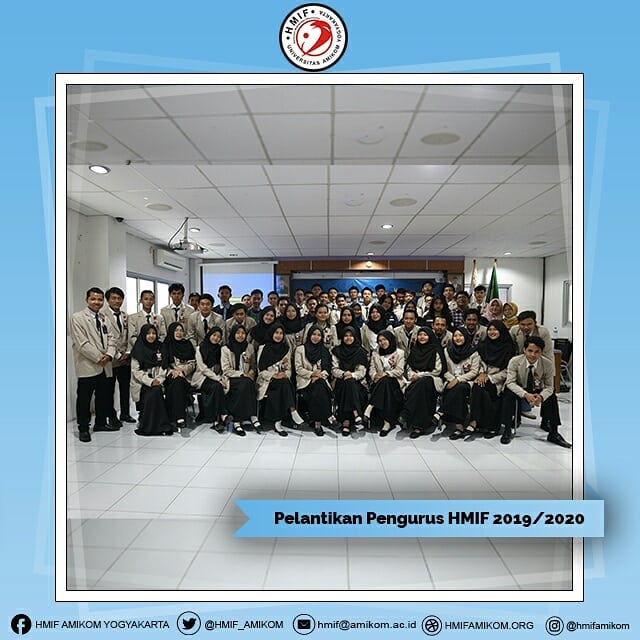 HMIF
UNIVERSITAS AMIKOM
YOGYAKARTA
Pelantikan Pengurus HMIF 2019/2020
HMIF AMIKOM YOGYAKARTA @HMIF_AMIKOM hmif@amikom.ac.id HMIFAMIKOM.ORG @hmifamikom